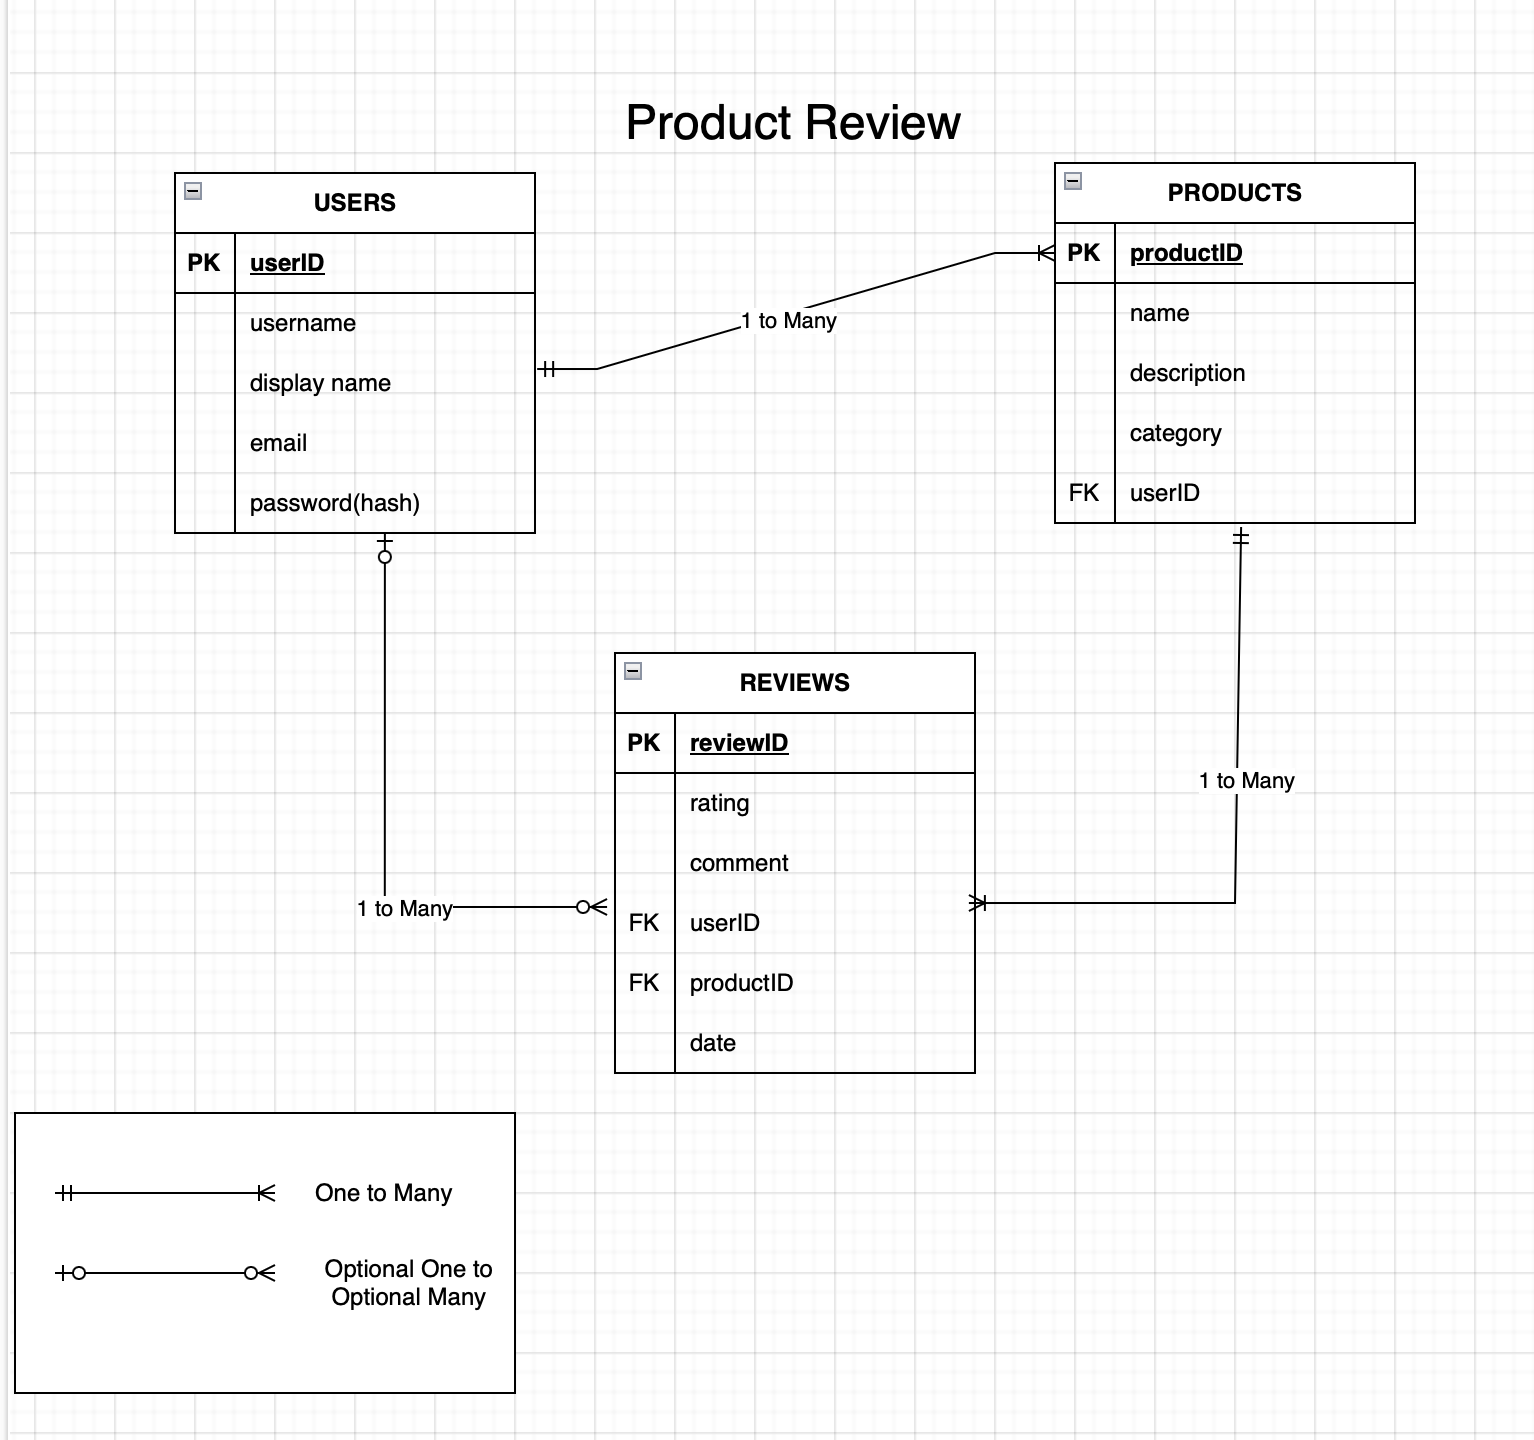 Product Review
USERS
PK userID
username
display name
email
password(hash)
1 to Many
PRODUCTS
PK productID
name
description
category
FK userID
1 to Many
REVIEWS
PK reviewID
rating
comment
FK userID
FK productID
date
1 to Many
One to Many
Optional One to
Optional Many